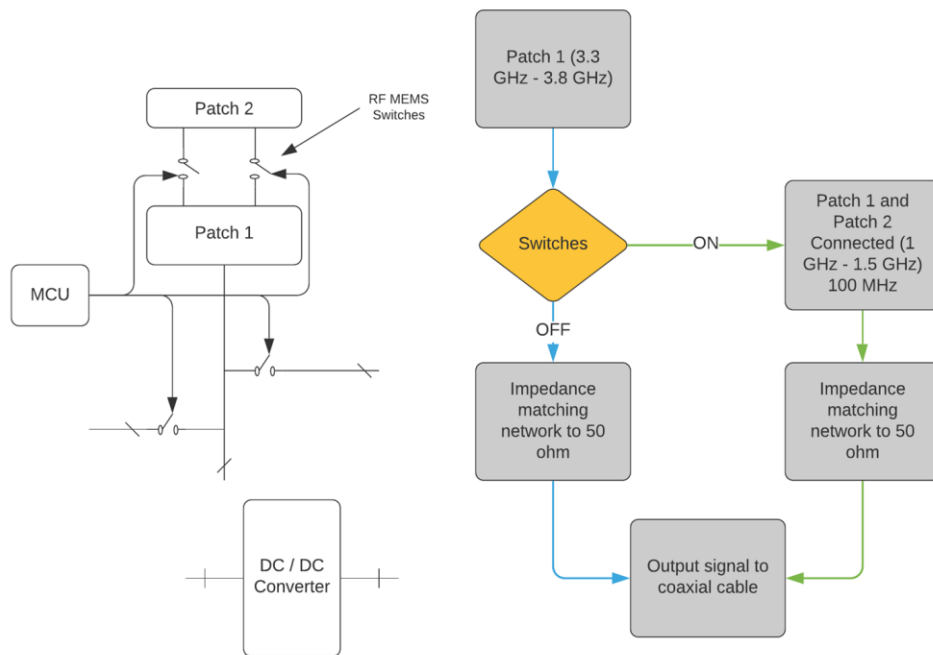 Patch 2
RF MEMS
Switches
Patch 1
MCU
DC / DC
Converter
Patch 1 (3.3
GHz - 3.8 GHz)
Switches
ON
OFF
Patch 1 and
Patch 2
Connected (1
GHz - 1.5 GHz)
100 MHz
Impedance
matching
network to 50
ohm
Impedance
matching
network to 50
ohm
Output signal to
coaxial cable